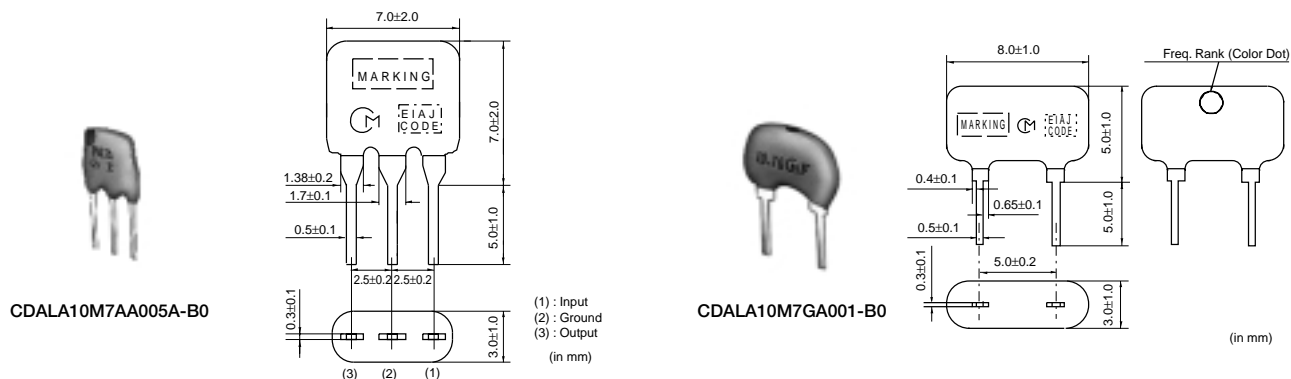 7.0±2.0
MARKING
M
EIAJ
CODE
7.0±2.0
1.38±0.2
1.7±0.1
0.5±0.1
5.0±1.0
2.5±0.2 2.5±0.2
0.3±0.1
3.0±1.0
(3) (2) (1)
(1) : Input
(2) : Ground
(3) : Output
(in mm)
CDALA10M7AA005A-B0
8.0±1.0
Freq. Rank (Color Dot)
MARKING
M
EIAJ
CODE
5.0±1.0
0.4±0.1
0.65±0.1
0.5±0.1
5.0±1.0
5.0±0.2
0.3±0.1
3.0±1.0
(in mm)
CDALA10M7GA001-B0